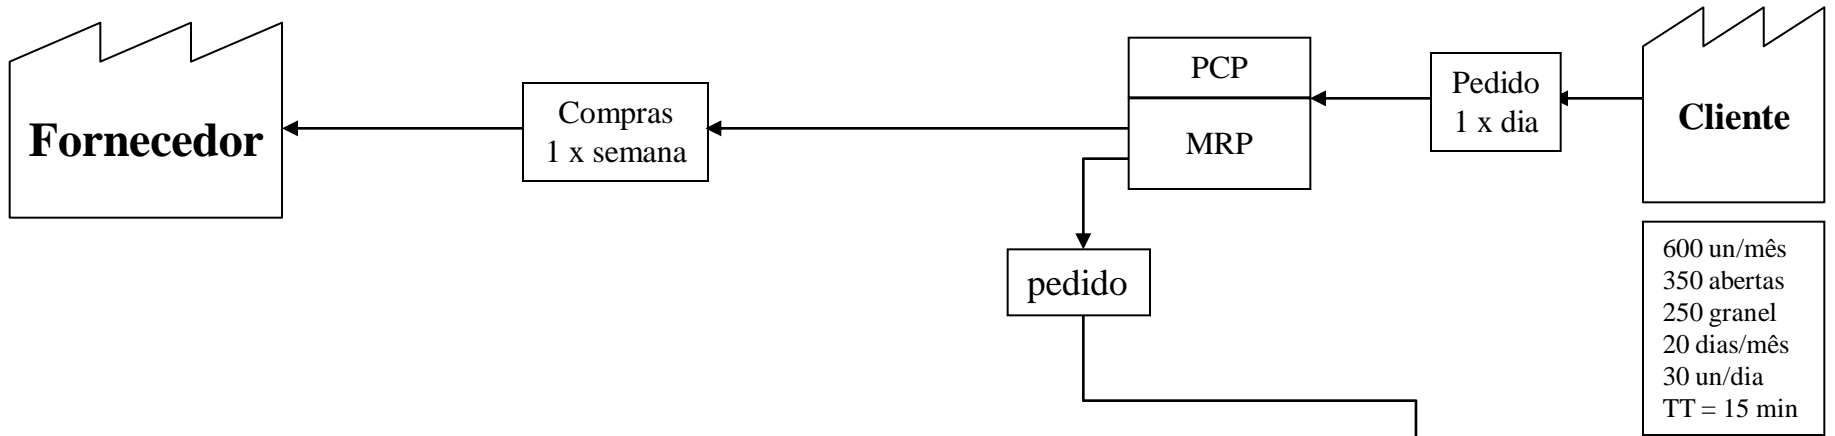 Fornecedor
Compras
1 x semana
PCP
MRP
Pedido
1 x dia
Cliente
pedido
600 un/mês
350 abertas
250 granel
20 dias/mês
30 un/dia
TT = 15 min